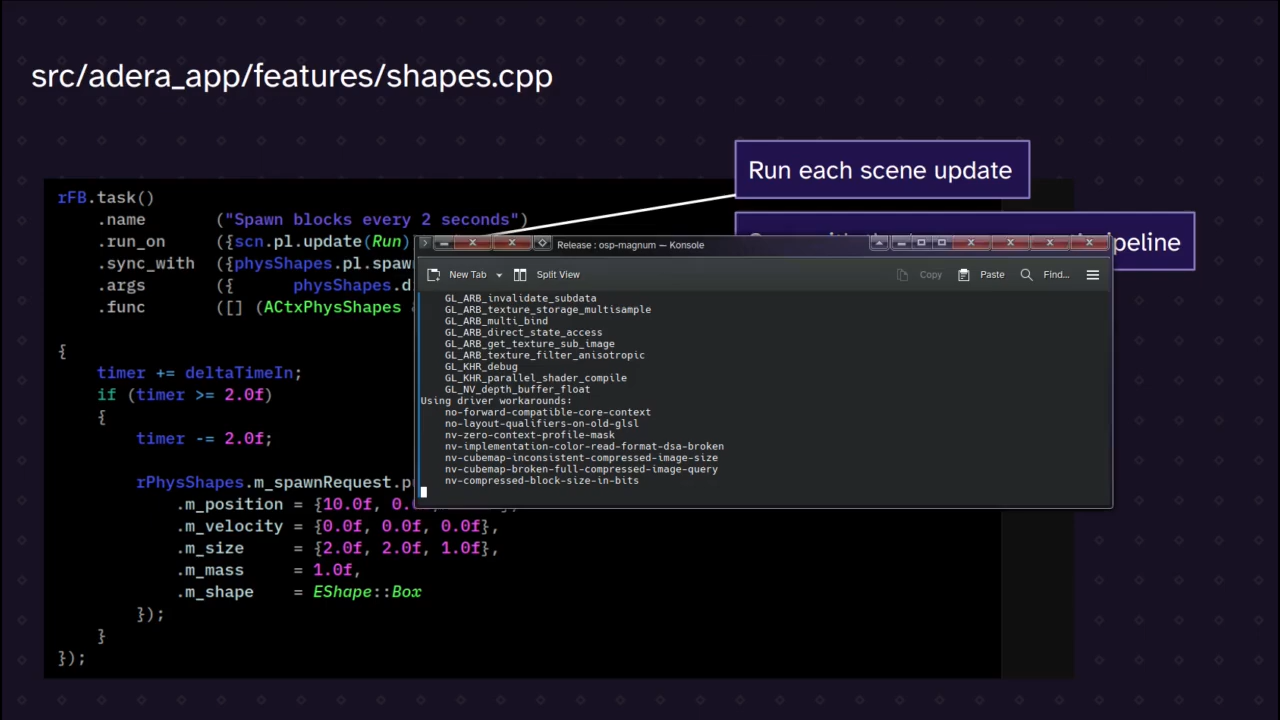 src/adera_app/features/shapes.cpp
Run each scene update
pipeline
rFB.task()
.name ("Spawn blocks every 2 seconds")
.run_on ({scn.pl.update(Run)
.sync_with ({physShapes.pl.spaw
.args ({ physShapes.d
.func ([] (ACtxPhysShapes
{
timer += deltaTimeIn;
if (timer >= 2.0f)
{
timer -= 2.0f;
rPhysShapes.m_spawnRequest.p
.m_position = {10.0f, 0.
.m_velocity = {0.0f, 0.0f, 0.0f},
.m_size = {2.0f, 2.0f, 1.0f},
.m_mass = 1.0f,
.m_shape = EShape::Box
});
}
});
Release : osp-magnum — Konsole
New Tab Split View Copy Paste Find...
GL_ARB_invalidate_subdata
GL_ARB_texture_storage_multisample
GL_ARB_multi_bind
GL_ARB_direct_state_access
GL_ARB_get_texture_sub_image
GL_ARB_texture_filter_anisotropic
GL_KHR_debug
GL_KHR_parallel_shader_compile
GL_NV_depth_buffer_float
Using driver workarounds:
no-forward-compatible-core-context
no-layout-qualifiers-on-old-glsl
nv-zero-context-profile-mask
nv-implementation-color-read-format-dsa-broken
nv-cubemap-inconsistent-compressed-image-size
nv-cubemap-broken-full-compressed-image-query
nv-compressed-block-size-in-bits